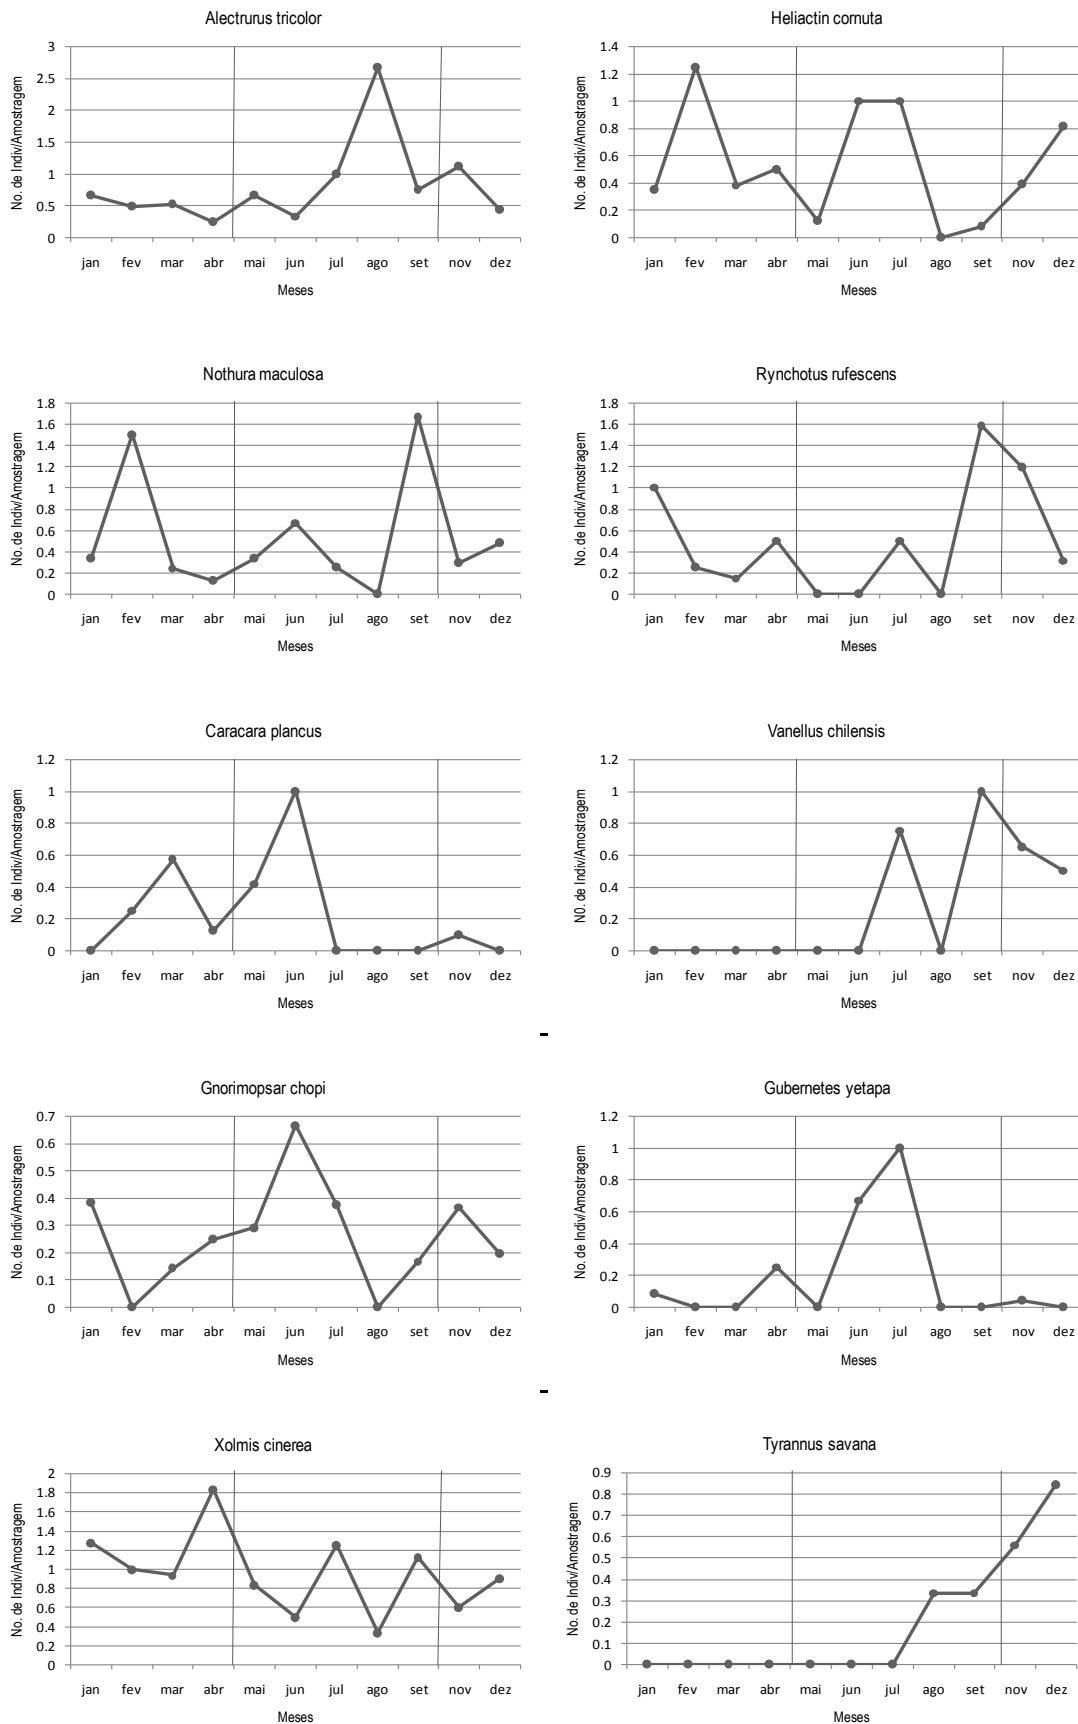 Alectrurus tricolor
No. de Indiv/Amostragem
3
2.5
2
1.5
1
0.5
0
jan fev mar abr mai jun jul ago set nov dez
Meses
Heliactin cornuta
No. de Indiv/Amostragem
1.4
1.2
1
0.8
0.6
0.4
0.2
0
jan fev mar abr mai jun jul ago set nov dez
Meses
Nothura maculosa
No. de Indiv/Amostragem
1.8
1.6
1.4
1.2
1
0.8
0.6
0.4
0.2
0
jan fev mar abr mai jun jul ago set nov dez
Meses
Rynchotus rufescens
No. de Indiv/Amostragem
1.8
1.6
1.4
1.2
1
0.8
0.6
0.4
0.2
0
jan fev mar abr mai jun jul ago set nov dez
Meses
Caracara plancus
No. de Indiv/Amostragem
1.2
1
0.8
0.6
0.4
0.2
0
jan fev mar abr mai jun jul ago set nov dez
Meses
Vanellus chilensis
N0. de Indiv/Amostragem
1.2
1
0.8
0.6
0.4
0.2
0
jan fev mar abr mai jun jul ago set nov dez
Meses
-
Gnorimopsar chopi
No. de Indiv/Amostragem
0.7
0.6
0.5
0.4
0.3
0.2
0.1
0
jan fev mar abr mai jun jul ago set nov dez
Meses
Gubernetes yetapa
No. de Indiv/Amostragem
1.2
1
0.8
0.6
0.4
0.2
0
jan fev mar abr mai jun jul ago set nov dez
Meses
-
Xolmis cinerea
No. de Indiv/Amostragem
2
1.8
1.6
1.4
1.2
1
0.8
0.6
0.4
0.2
0
jan fev mar abr mai jun jul ago set nov dez
Meses
Tyrannus savana
No. de Indiv/Amostragem
0.9
0.8
0.7
0.6
0.5
0.4
0.3
0.2
0.1
0
jan fev mar abr mai jun jul ago set nov dez
Meses